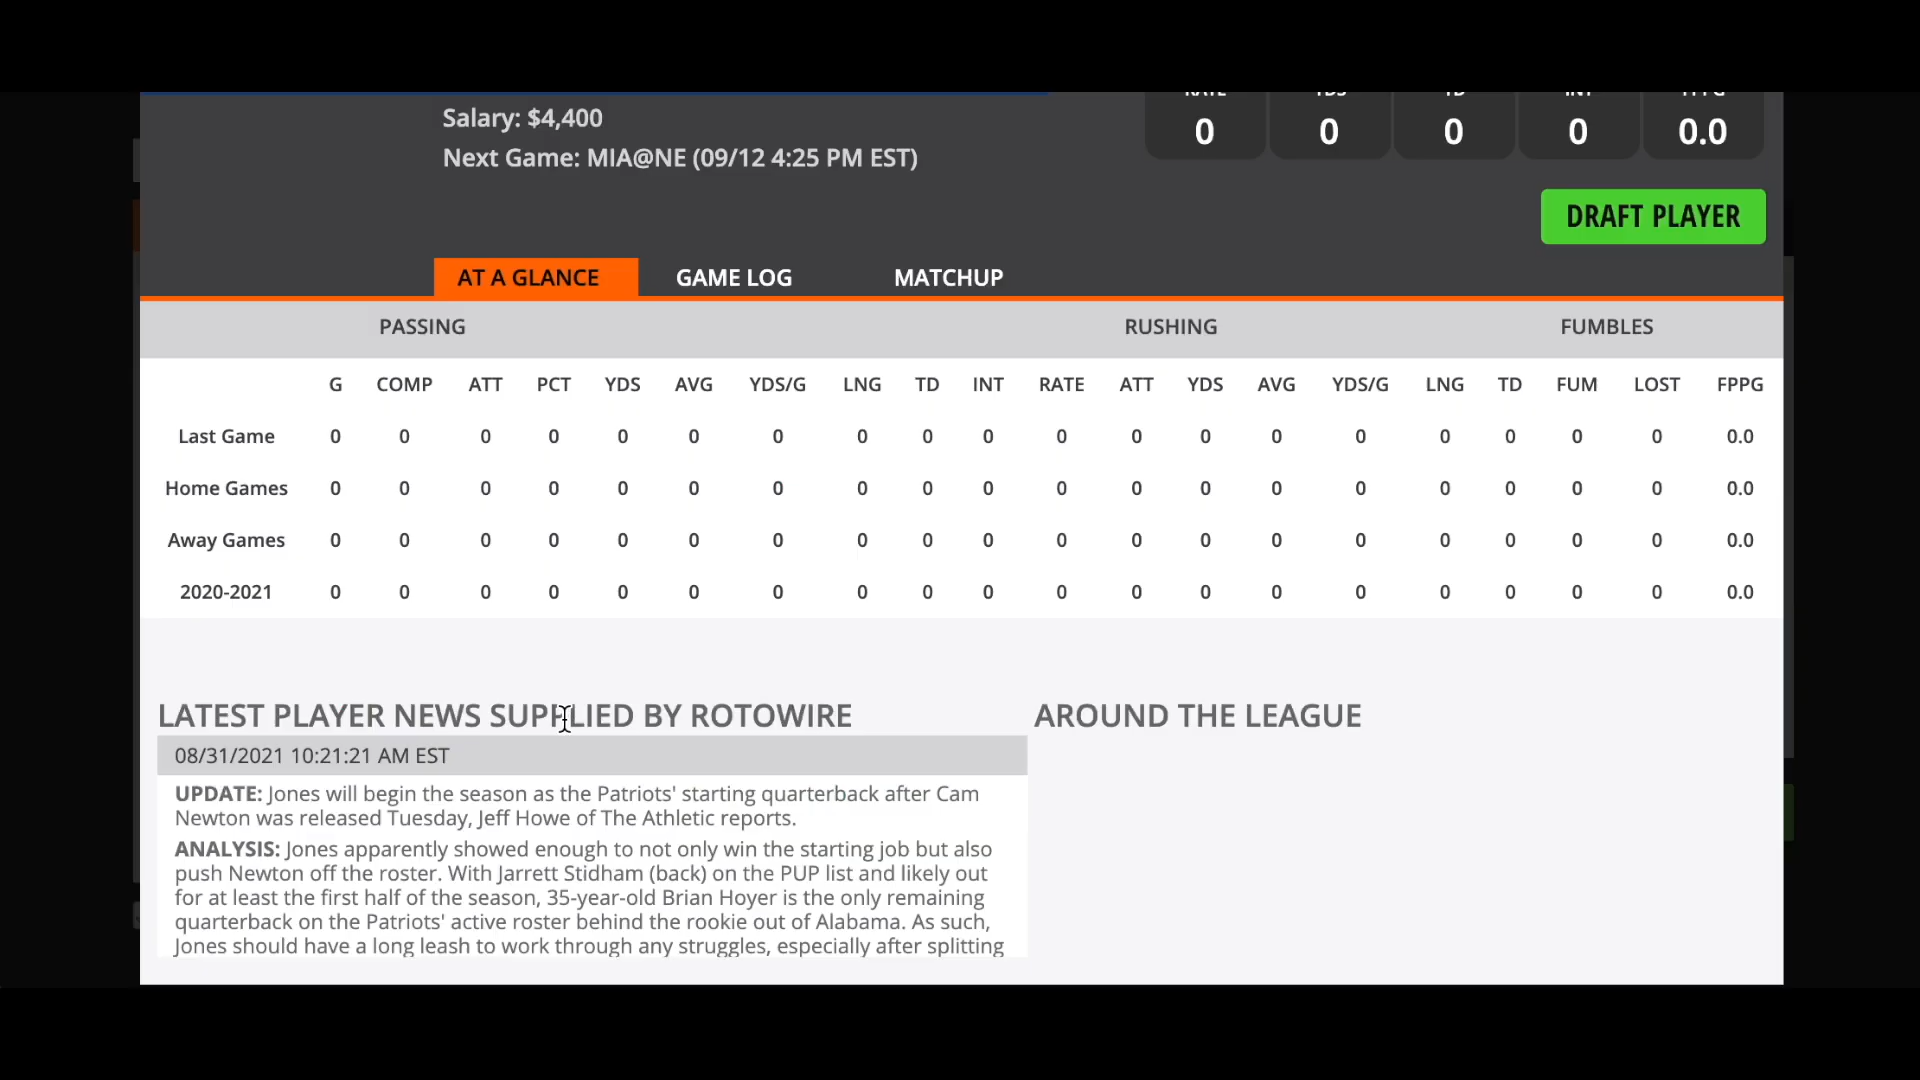 RATE YDS TD INT FPPG
Salary: $4,400
0 0 0 0 0.0
Next Game: MIA@NE (09/12 4:25 PM EST)
DRAFT PLAYER
AT A GLANCE GAME LOG MATCHUP
PASSING RUSHING FUMBLES
G COMP ATT PCT YDS AVG YDS/G LNG TD INT RATE ATT YDS AVG YDS/G LNG TD FUM LOST FPPG
Last Game 0 0 0 0 0 0 0 0 0 0 0 0 0 0 0 0 0 0 0 0.0
Home Games 0 0 0 0 0 0 0 0 0 0 0 0 0 0 0 0 0 0 0 0.0
Away Games 0 0 0 0 0 0 0 0 0 0 0 0 0 0 0 0 0 0 0 0.0
2020-2021 0 0 0 0 0 0 0 0 0 0 0 0 0 0 0 0 0 0 0 0.0
LATEST PLAYER NEWS SUPPLIED BY ROTOWIRE
AROUND THE LEAGUE
08/31/2021 10:21:21 AM EST
UPDATE: Jones will begin the season as the Patriots' starting quarterback after Cam
Newton was released Tuesday, Jeff Howe of The Athletic reports.
ANALYSIS: Jones apparently showed enough to not only win the starting job but also
push Newton off the roster. With Jarrett Stidham (back) on the PUP list and likely out
for at least the first half of the season, 35-year-old Brian Hoyer is the only remaining
quarterback on the Patriots' active roster behind the rookie out of Alabama. As such,
Jones should have a long leash to work through any struggles, especially after splitting